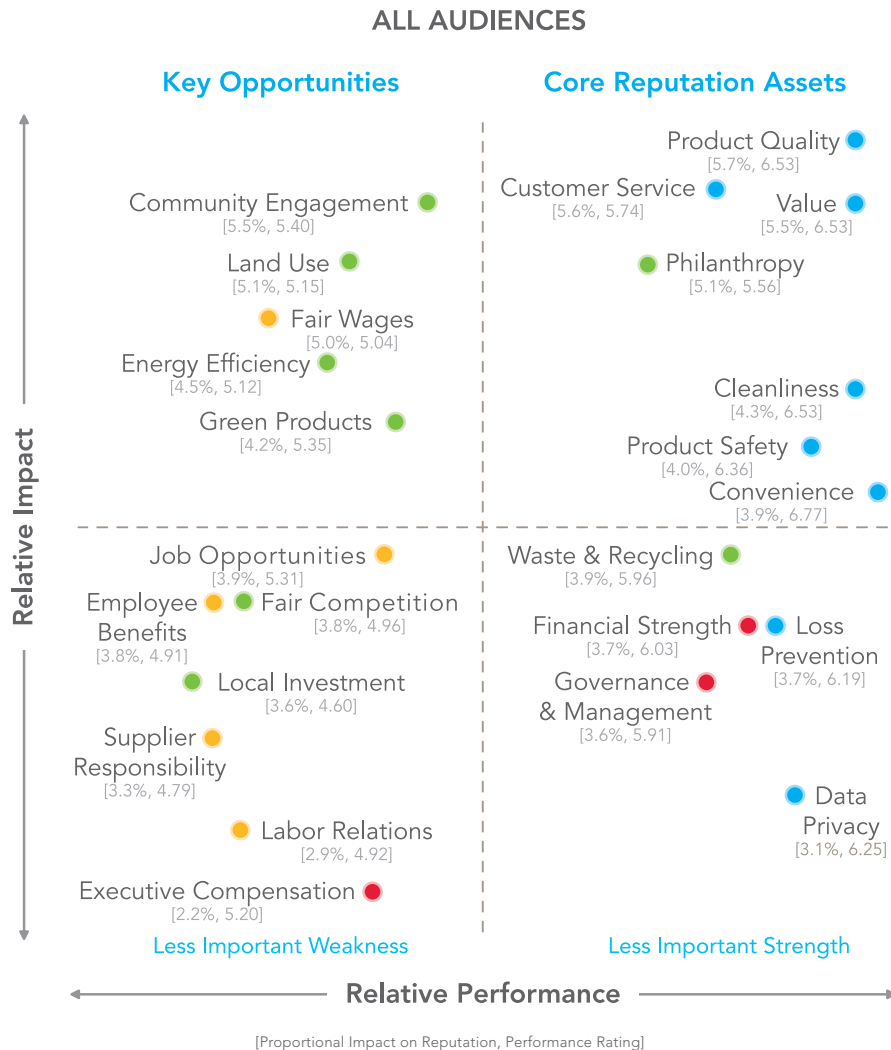 ALL AUDIENCES
Key Opportunities
Core Reputation Assets
Product Quality
[5.7%, 6.53]
Customer Service
[5.6%, 5.74]
Value
[5.5%, 6.53]
Community Engagement
[5.5%, 5.40]
Land Use
[5.1%, 5.15]
Philanthropy
[5.1%, 5.56]
Fair Wages
[5.0%, 5.04]
Energy Efficiency
[4.5%, 5.12]
Green Products
[4.2%, 5.35]
Cleanliness
[4.3%, 6.53]
Product Safety
[4.0%, 6.36]
Convenience
[3.9%, 6.77]
Relative Impact
Job Opportunities
[3.9%, 5.31]
Employee
Benefits
[3.8%, 4.91]
Fair Competition
[3.8%, 4.96]
Local Investment
[3.6%, 4.60]
Supplier
Responsibility
[3.3%, 4.79]
Labor Relations
[2.9%, 4.92]
Executive Compensation
[2.2%, 5.20]
Less Important Weakness
Waste & Recycling
[3.9%, 5.96]
Financial Strength
[3.7%, 6.03]
Loss
Prevention
[3.7%, 6.19]
Governance
& Management
[3.6%, 5.91]
Data
Privacy
[3.1%, 6.25]
Less Important Strength
Relative Performance
[Proportional Impact on Reputation, Performance Rating]